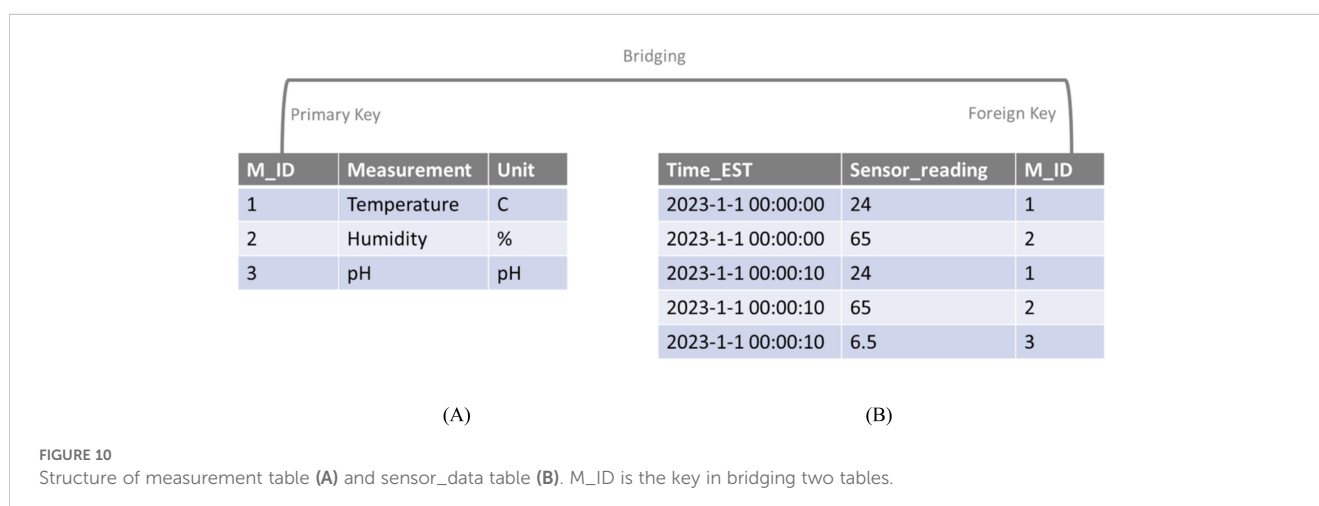 Bridging
Primary Key
Foreign Key
M_ID Measurement Unit
1 Temperature C
2 Humidity %
3 pH pH
Time_EST Sensor_reading M_ID
2023-1-1 00:00:00 24 1
2023-1-1 00:00:00 65 2
2023-1-1 00:00:10 24 1
2023-1-1 00:00:10 65 2
2023-1-1 00:00:10 6.5 3
(A)
(B)
FIGURE 10
Structure of measurement table (A) and sensor_data table (B). M_ID is the key in bridging two tables.